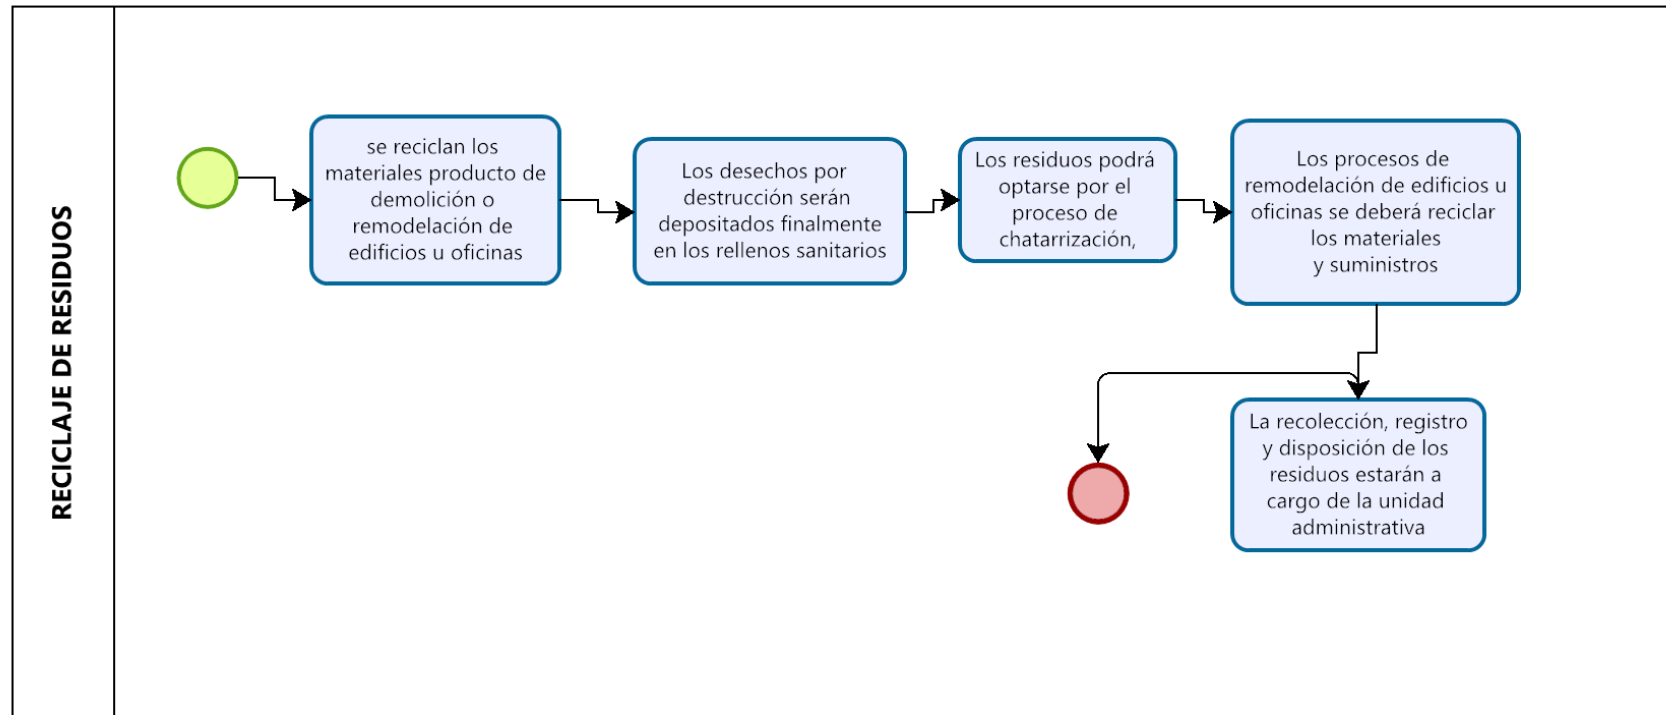 RECICLAJE DE RESIDUOS
se reciclan los
materiales producto de
demolición o
remodelación de
edificios u oficinas
Los desechos por
destrucción serán
depositados finalmente
en los rellenos sanitarios
Los residuos podrá
optarse por el
proceso de
chatarrización,
Los procesos de
remodelación de edificios u
oficinas se deberá reciclar
los materiales
y suministros
La recolección, registro
y disposición de los
residuos estarán a
cargo de la unidad
administrativa